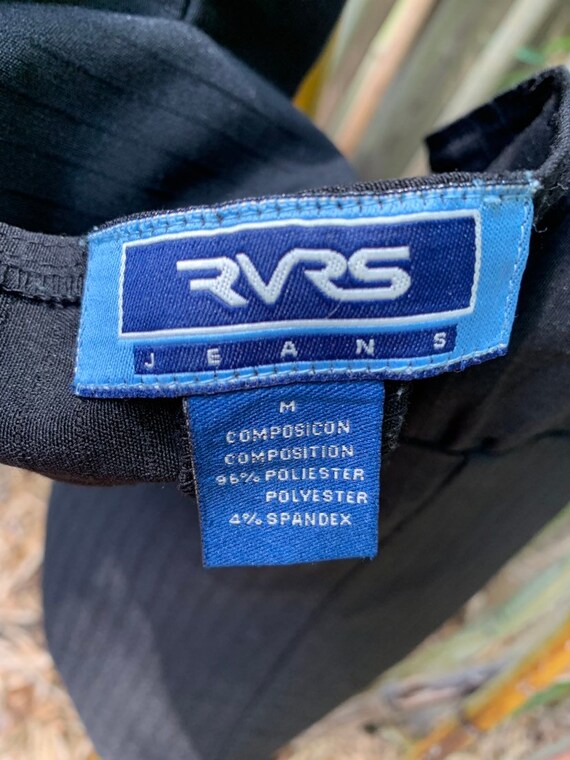 RVRS
JEANS
M
COMPOSICON
COMPOSITION
96% POLIESTER
POLYESTER
4% SPANDEX